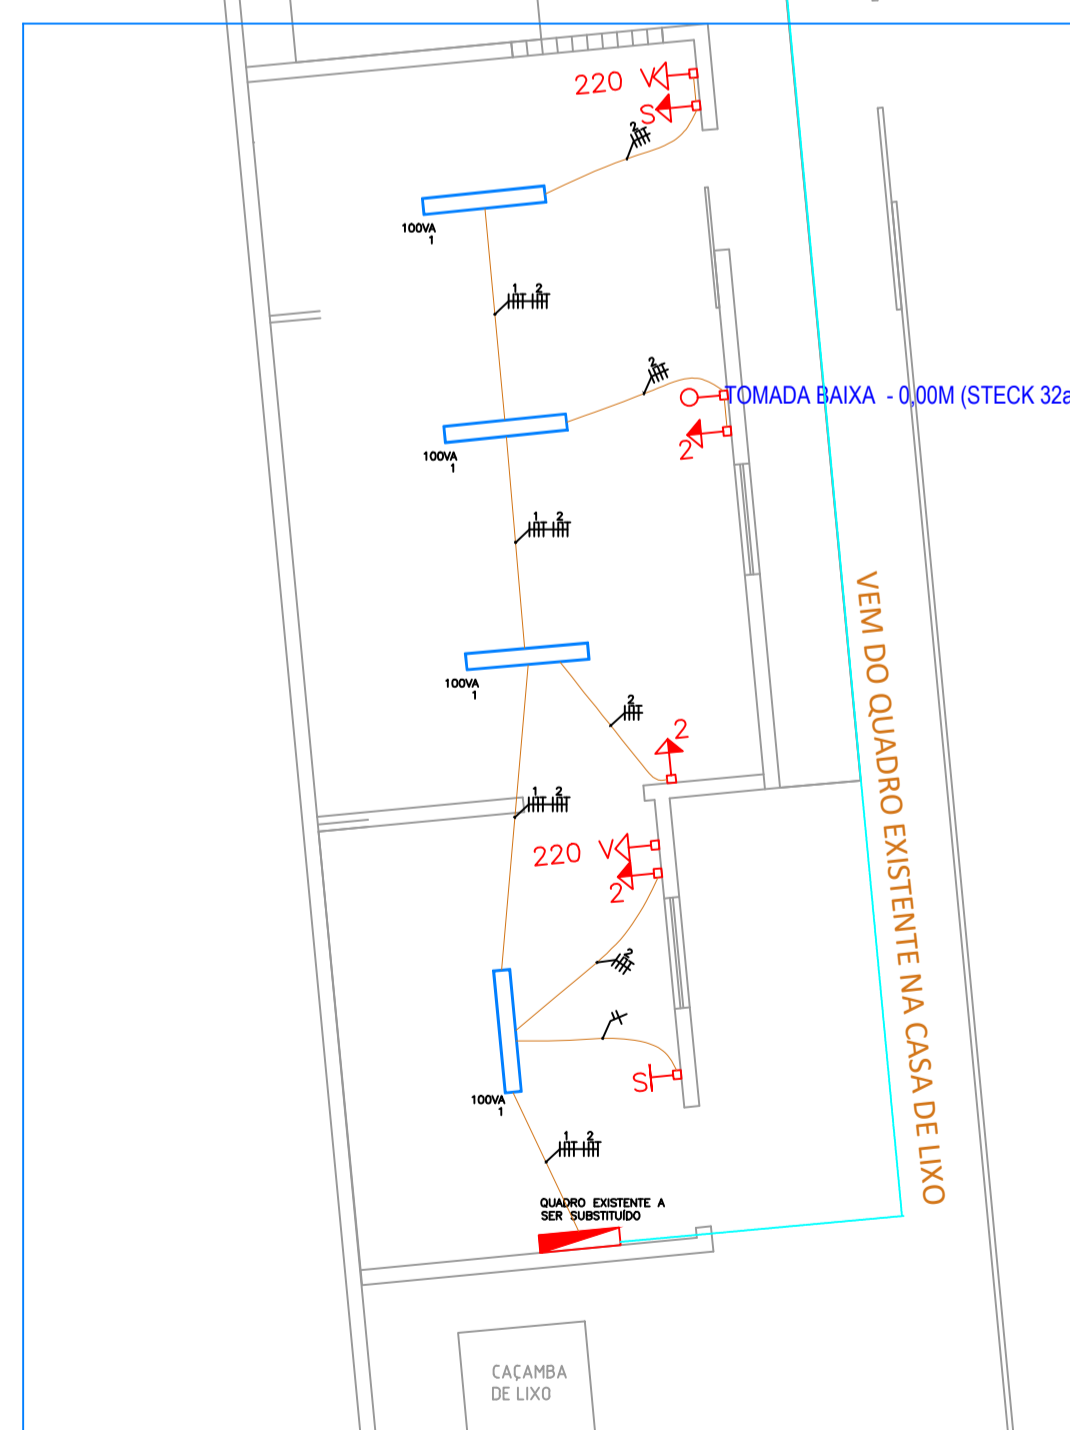 220 V
S
2
100VA
1
1 2
2
TOMADA BAIXA - 0,00M (STECK 32a
2
100VA
1
1 2
VEM DO QUADRO EXISTENTE NA CASA DE LIXO
100VA
1
2
2
1 2
220 V
2
2
S
100VA
1
1 2
QUADRO EXISTENTE A
SER SUBSTITUÍDO
CAÇAMBA
DE LIXO